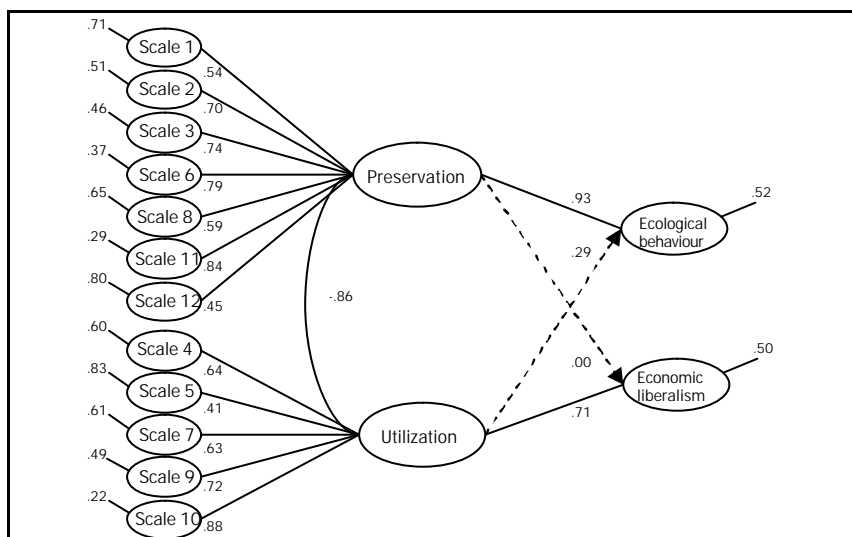 .71
Scale 1
.54
.51
Scale 2
.70
.46
Scale 3
.74
.37
Scale 6
.79
.65
Scale 8
.59
.29
Scale 11
.84
.80
Scale 12
.45
.60
Scale 4
.64
.83
Scale 5
.41
.61
Scale 7
.63
.49
Scale 9
.72
.22
Scale 10
.88
Preservation
-.86
Utilization
.93
.29
.00
.71
.52
Ecological
behaviour
.50
Economic
liberalism